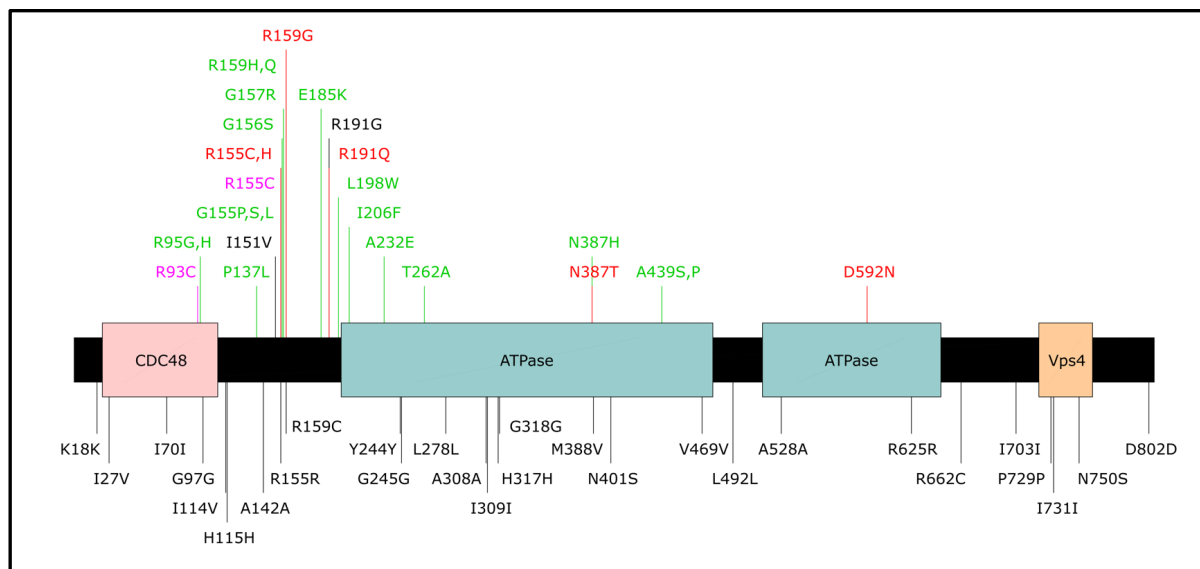 R159G
R159H,Q
G157R E185K
G156S R191G
R155C,H R191Q
R155C L198W
G155P,S,L I206F
R95G,H I151V A232E N387H
R93C P137L T262A N387T A439S,P D592N
CDC48 ATPase ATPase Vps4
R159C G318G
K18K I70I Y244Y L278L M388V V469V A528A R625R I703I D802D
I27V G97G R155R G245G A308A H317H N401S L492L R662C P729P N750S
I114V A142A I309I I731I
H115H